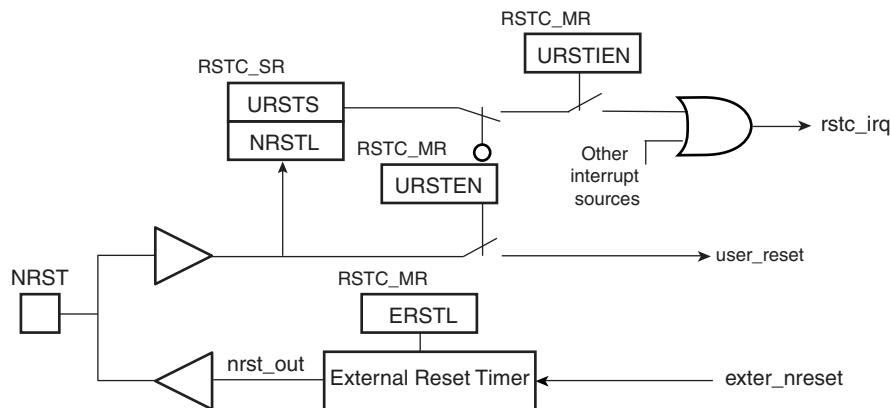 RSTC_MR
URSTIEN
RSTC_SR
URSTS
NRSTL
RSTC_MR
URSTEN
rstc_irq
Other
interrupt
sources
user_reset
NRST
RSTC_MR
ERSTL
nrst_out
External Reset Timer
exter_nreset